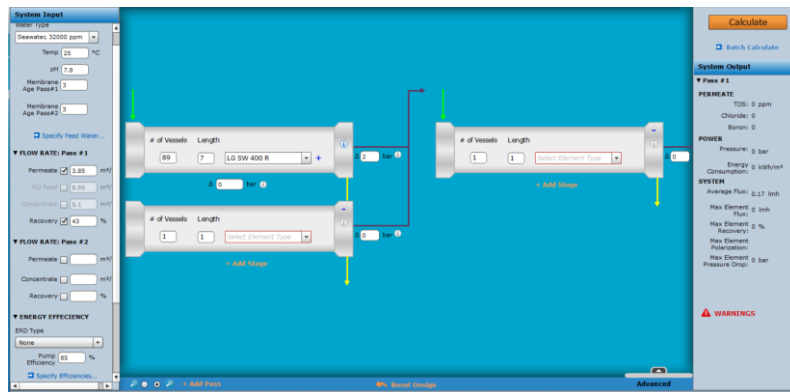 System Input
Water Type
Seawater, 32000 ppm
Temp 25 °C
pH 7.8
Membrane Age Pass#1 3
Membrane Age Pass#2 3
Specify Feed Water...
▼ FLOW RATE: Pass #1
Permeate 3.85 m³/
RO Feed 8.95 m³/
Concentrate 5.1 m³/
Recovery 43 %
▼ FLOW RATE: Pass #2
Permeate m³/
Concentrate m³/
Recovery %
▼ ENERGY EFFECIENCY
ERD Type
None
Pump Efficiency 85 %
Specify Efficiencies...
# of Vessels Length
89 7 LG SW 400 R +
Δ 2 bar
Δ 0 bar
# of Vessels Length
1 1 Select Element Type
Δ 0 bar
+ Add Stage
# of Vessels Length
1 1 Select Element Type
Δ 0
+ Add Stage
+ Add Pass
Reset Design
Advanced
Calculate
Batch Calculate
System Output
▼ Pass #1
PERMEATE
TDS: 0 ppm
Chloride: 0
Boron: 0
POWER
Pressure: 0 bar
Energy Consumption: 0 kWh/m³
SYSTEM
Average Flux: 0.17 lmh
Max Element Flux: 0 lmh
Max Element Recovery: 0 %
Max Element Polarization:
Max Element Pressure Drop: 0 bar
WARNINGS